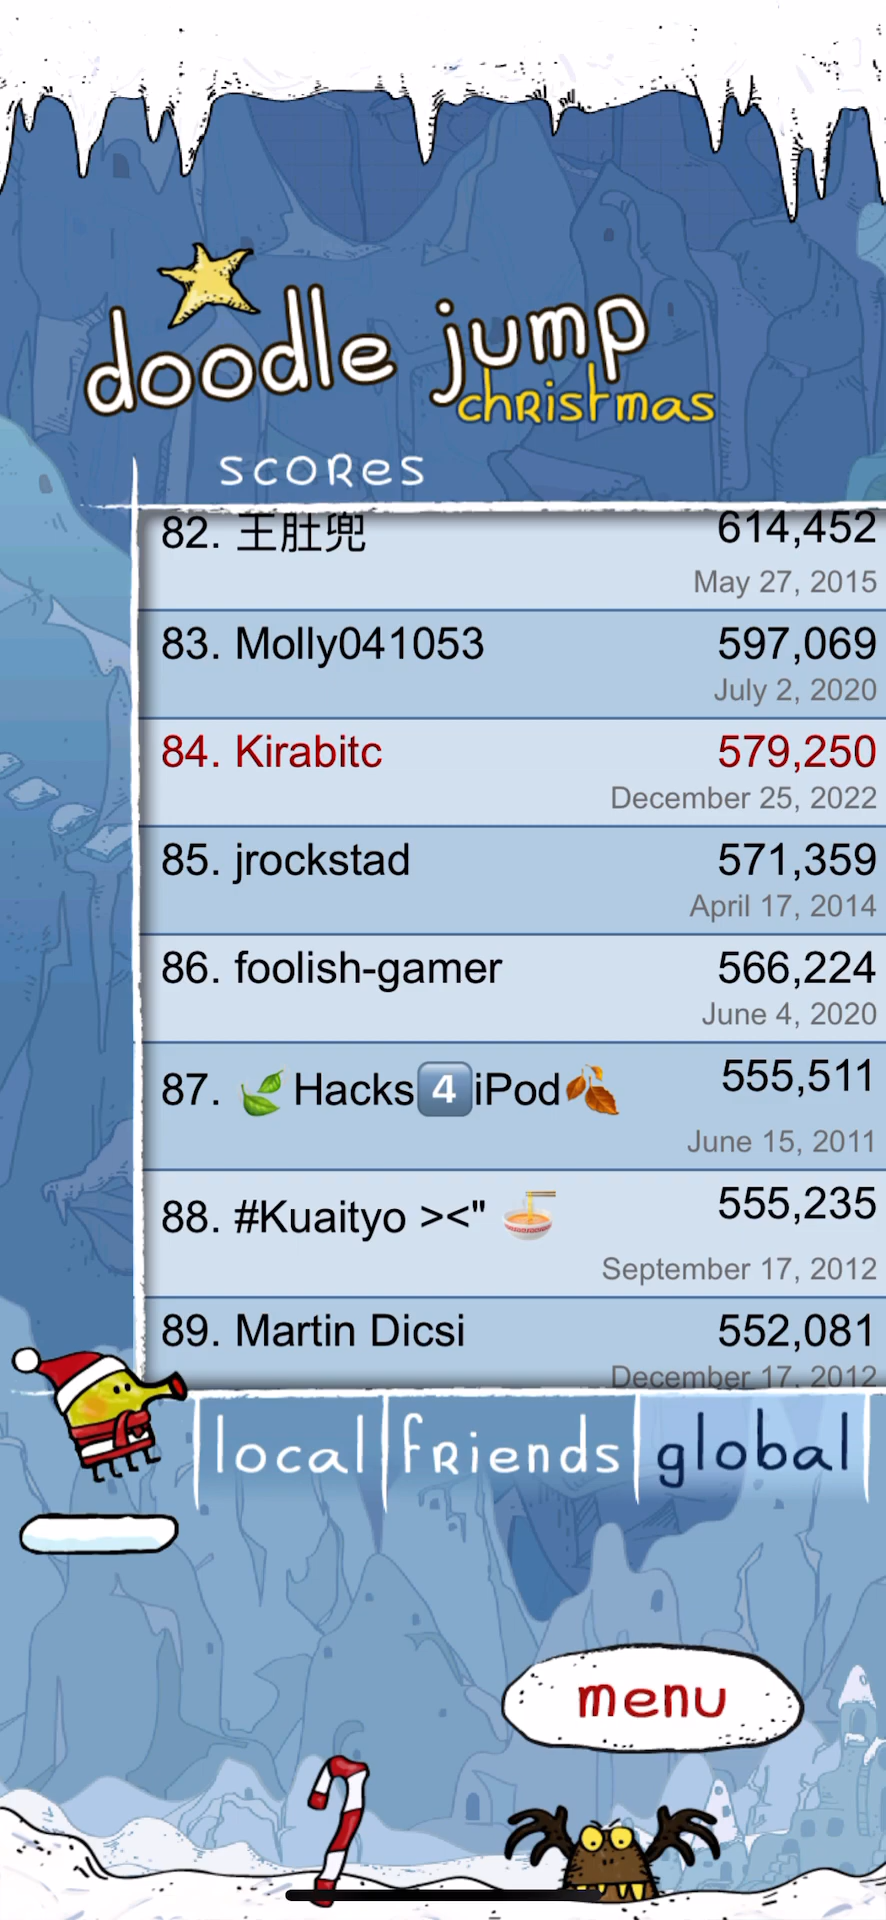 doodle jump
christmas
scores
82. 王肚兜 614,452
May 27, 2015
83. Molly041053 597,069
July 2, 2020
84. Kirabitc 579,250
December 25, 2022
85. jrockstad 571,359
April 17, 2014
86. foolish-gamer 566,224
June 4, 2020
87. 🍃Hacks4️⃣iPod🍂 555,511
June 15, 2011
88. #Kuaityo ><" 🍜 555,235
September 17, 2012
89. Martin Dicsi 552,081
December 17, 2012
local friends global
menu